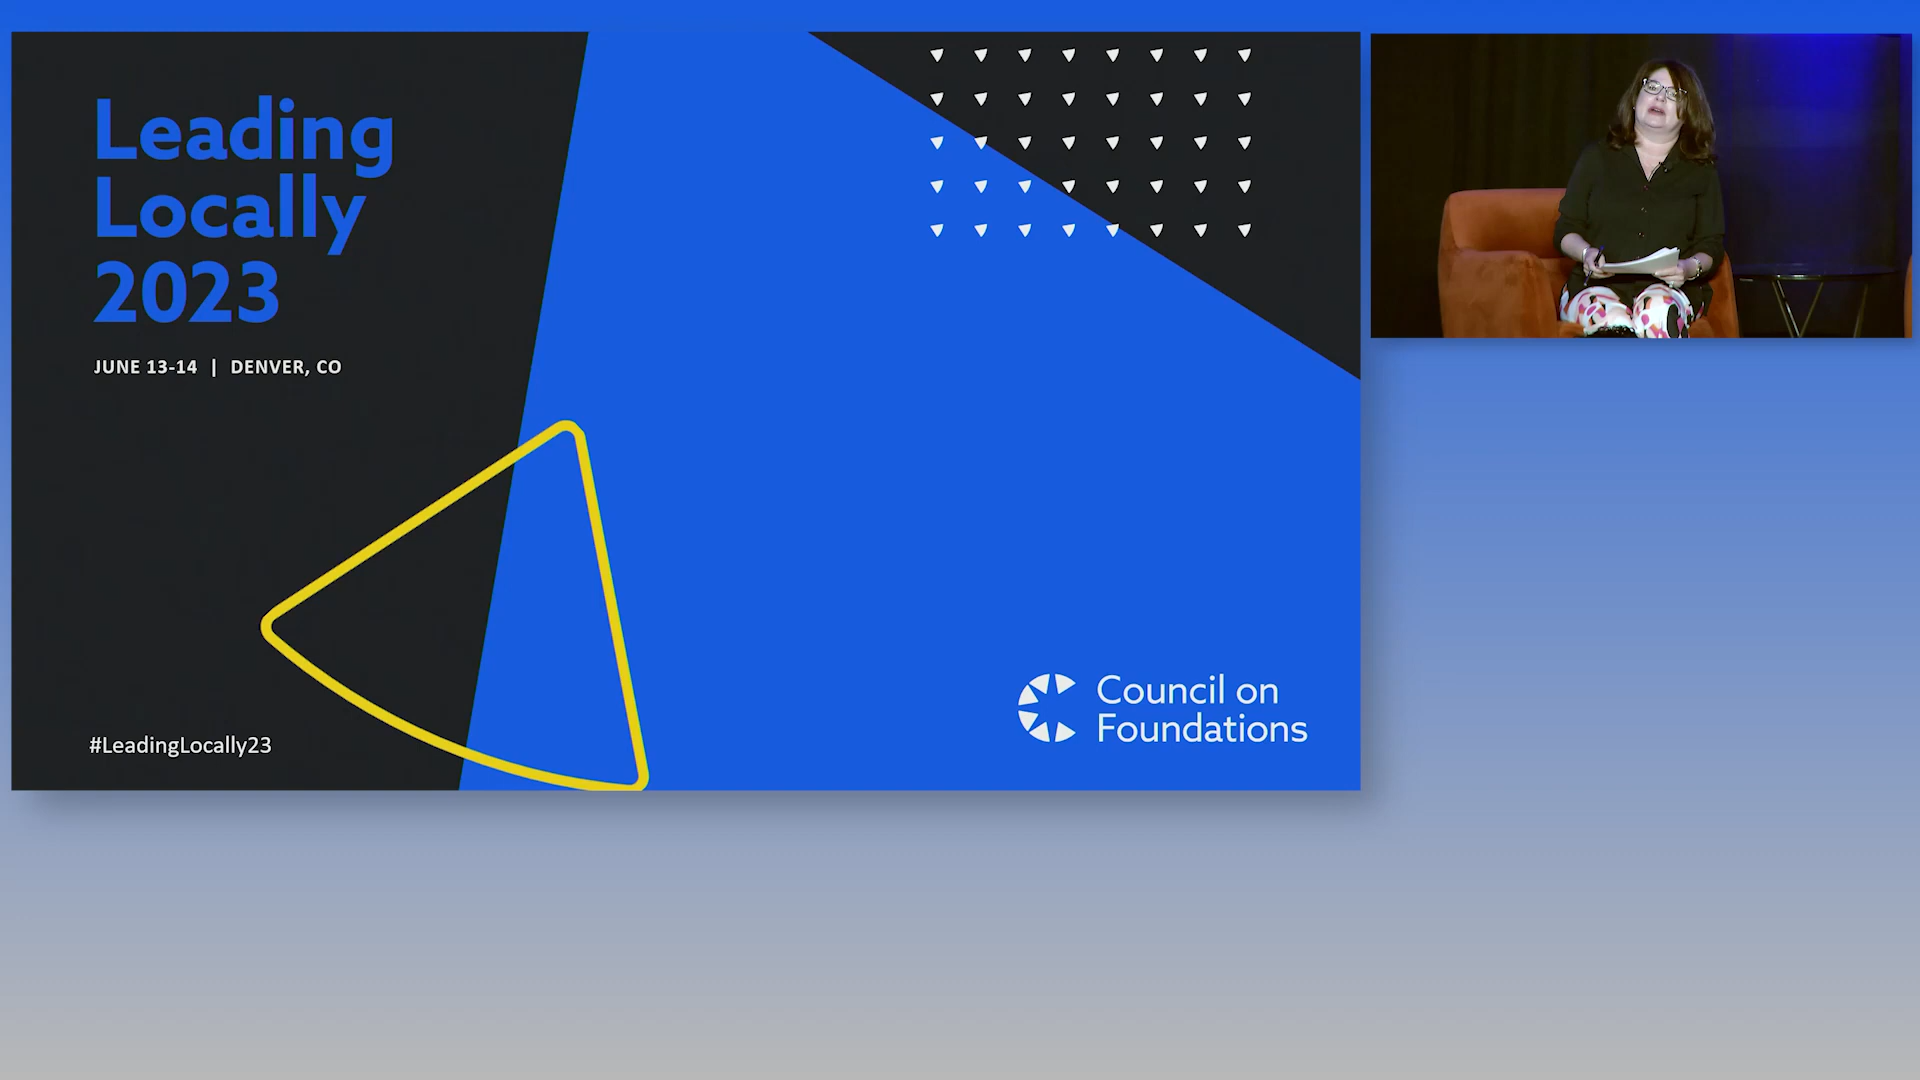 Leading
Locally
2023
JUNE 13-14 | DENVER, CO
#LeadingLocally23
Council on
Foundations